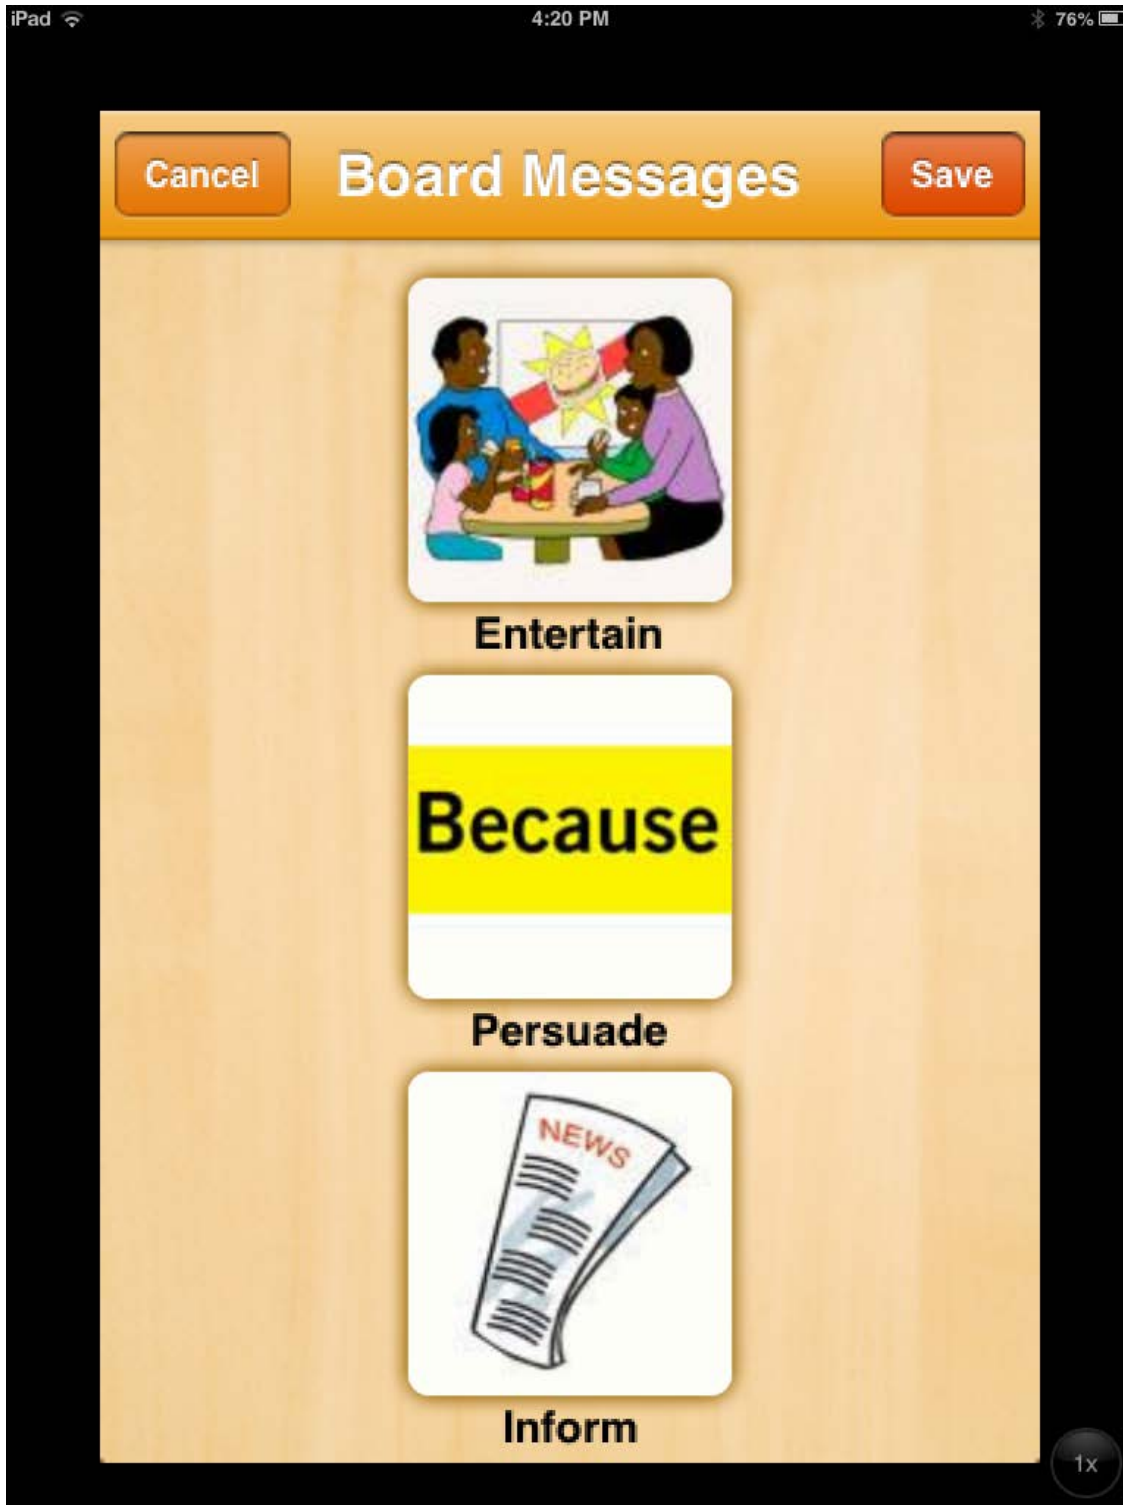 iPad 4:20 PM 76%
Cancel Board Messages Save
Entertain
Because
Persuade
NEWS
Inform
1x